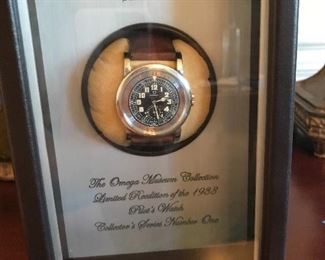 The Omega Museum Collection
Limited Rendition of the 1938
Pilot's Watch
Collector's Series Number One